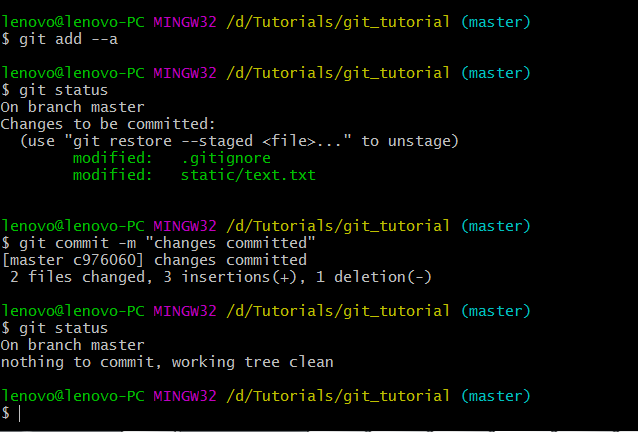 lenovo@lenovo-PC MINGW32 /d/Tutorials/git_tutorial (master)
$ git add --a
lenovo@lenovo-PC MINGW32 /d/Tutorials/git_tutorial (master)
$ git status
On branch master
Changes to be committed:
  (use "git restore --staged <file>..." to unstage)
        modified:   .gitignore
        modified:   static/text.txt
lenovo@lenovo-PC MINGW32 /d/Tutorials/git_tutorial (master)
$ git commit -m "changes committed"
[master c976060] changes committed
 2 files changed, 3 insertions(+), 1 deletion(-)
lenovo@lenovo-PC MINGW32 /d/Tutorials/git_tutorial (master)
$ git status
On branch master
nothing to commit, working tree clean
lenovo@lenovo-PC MINGW32 /d/Tutorials/git_tutorial (master)
$